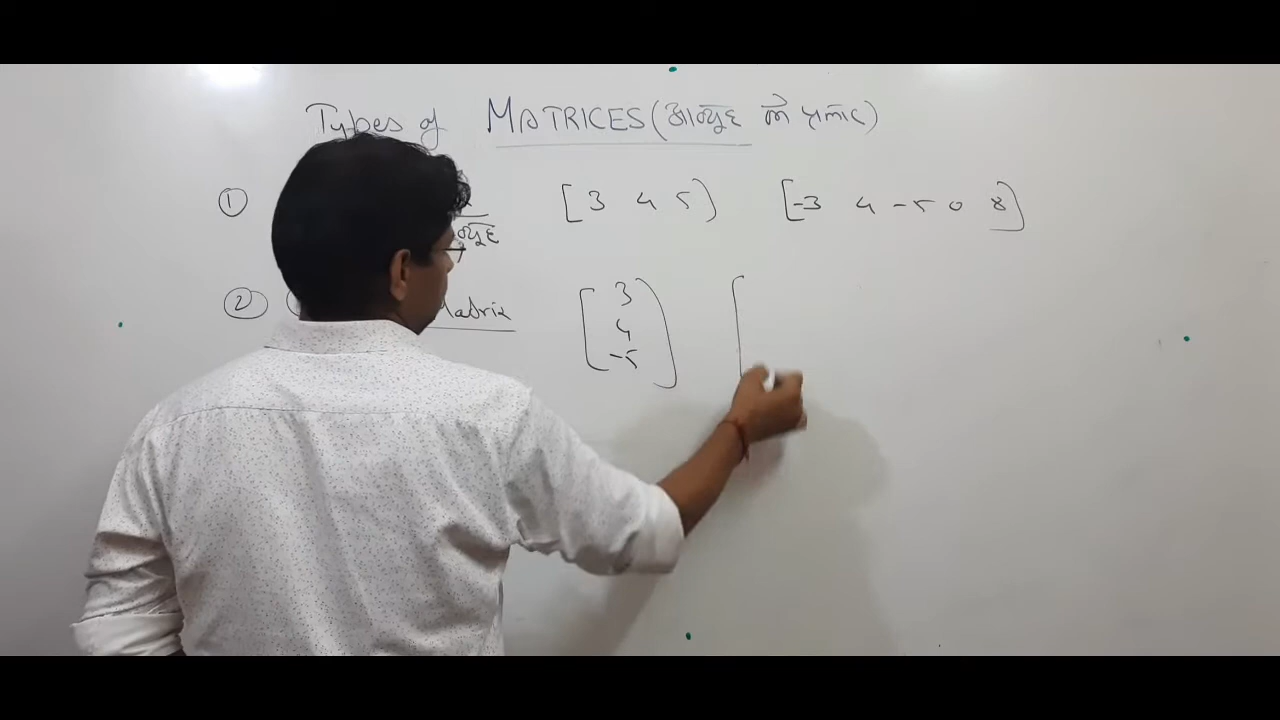 Types of MATRICES (आव्यूह के प्रकार)
① [3 4 5] [-3 4 -5 0 8]
② Matrix [3
4
-5] [